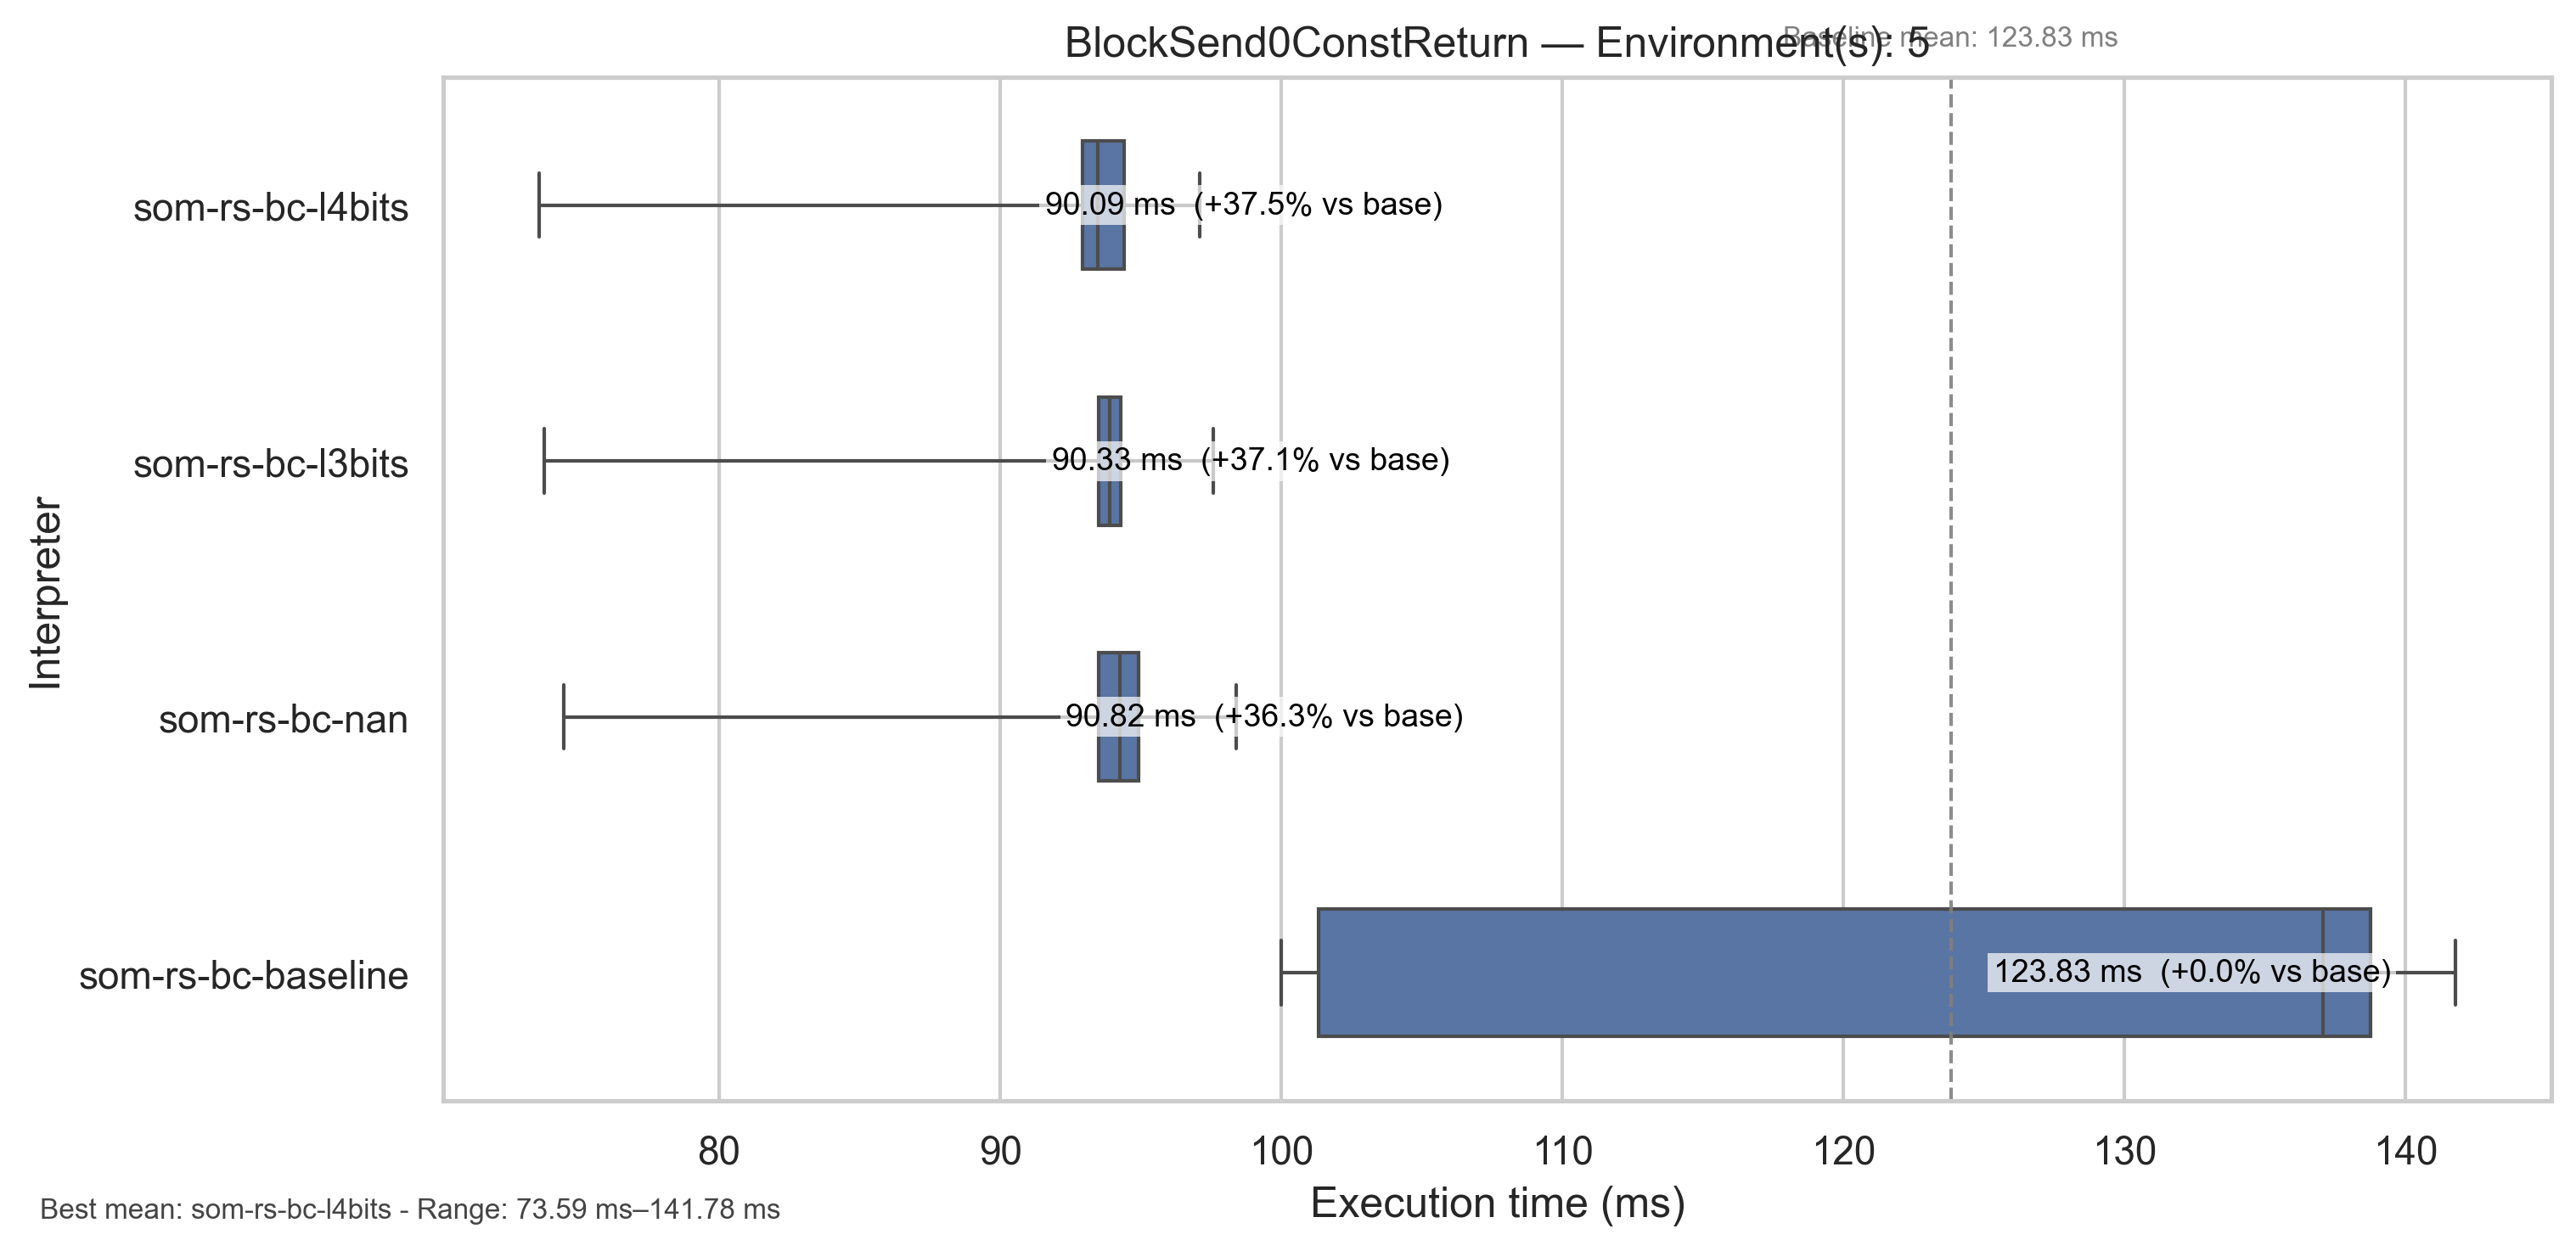 BlockSend0ConstReturn — Environment(s): 5
Baseline mean: 123.83 ms
Interpreter
som-rs-bc-l4bits
90.09 ms (+37.5% vs base)
som-rs-bc-l3bits
90.33 ms (+37.1% vs base)
som-rs-bc-nan
90.82 ms (+36.3% vs base)
som-rs-bc-baseline
123.83 ms (+0.0% vs base)
80 90 100 110 120 130 140
Execution time (ms)
Best mean: som-rs-bc-l4bits - Range: 73.59 ms–141.78 ms